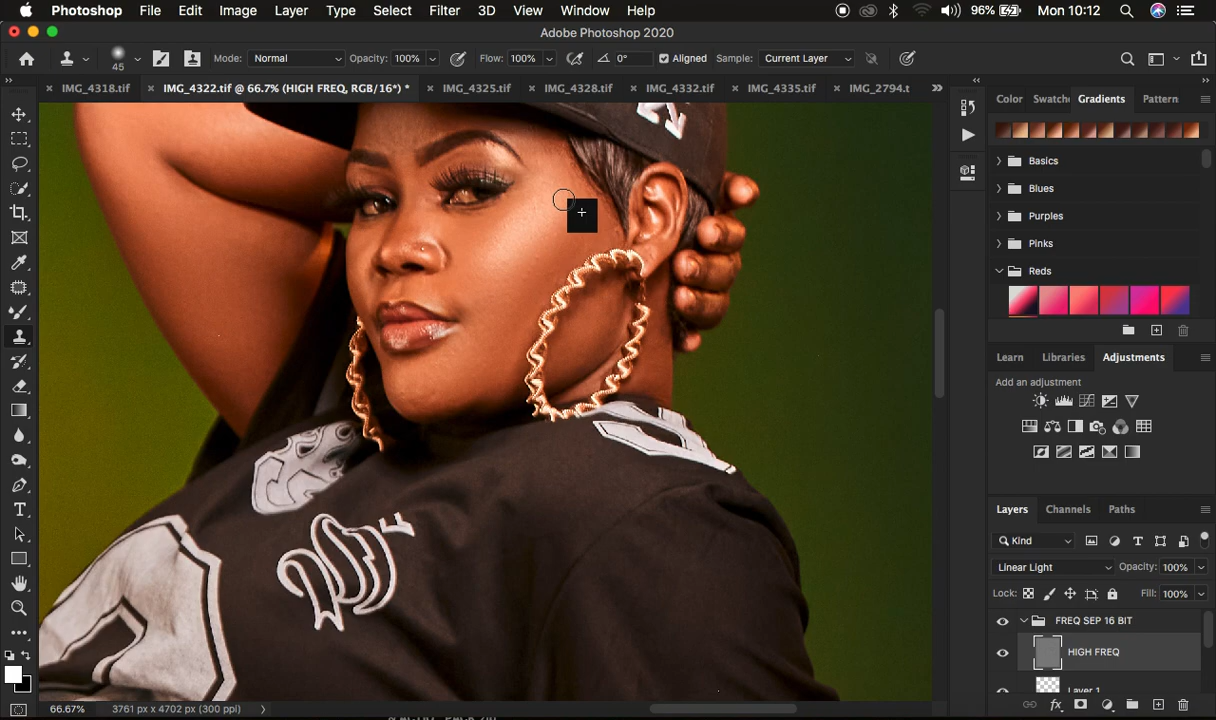 Photoshop File Edit Image Layer Type Select Filter 3D View Window Help 96% Mon 10:12
Adobe Photoshop 2020
45 Mode: Normal Opacity: 100% Flow: 100% 0° Aligned Sample: Current Layer
IMG_4318.tif IMG_4322.tif @ 66.7% (HIGH FREQ, RGB/16*) * IMG_4325.tif IMG_4328.tif IMG_4332.tif IMG_4335.tif IMG_2794.t
Color Swatche Gradients Pattern
Basics
Blues
Purples
Pinks
Reds
Learn Libraries Adjustments
Add an adjustment
Layers Channels Paths
Kind
Linear Light Opacity: 100%
Lock: Fill: 100%
FREQ SEP 16 BIT
HIGH FREQ
Layer 1
66.67% 3761 px x 4702 px (300 ppi)